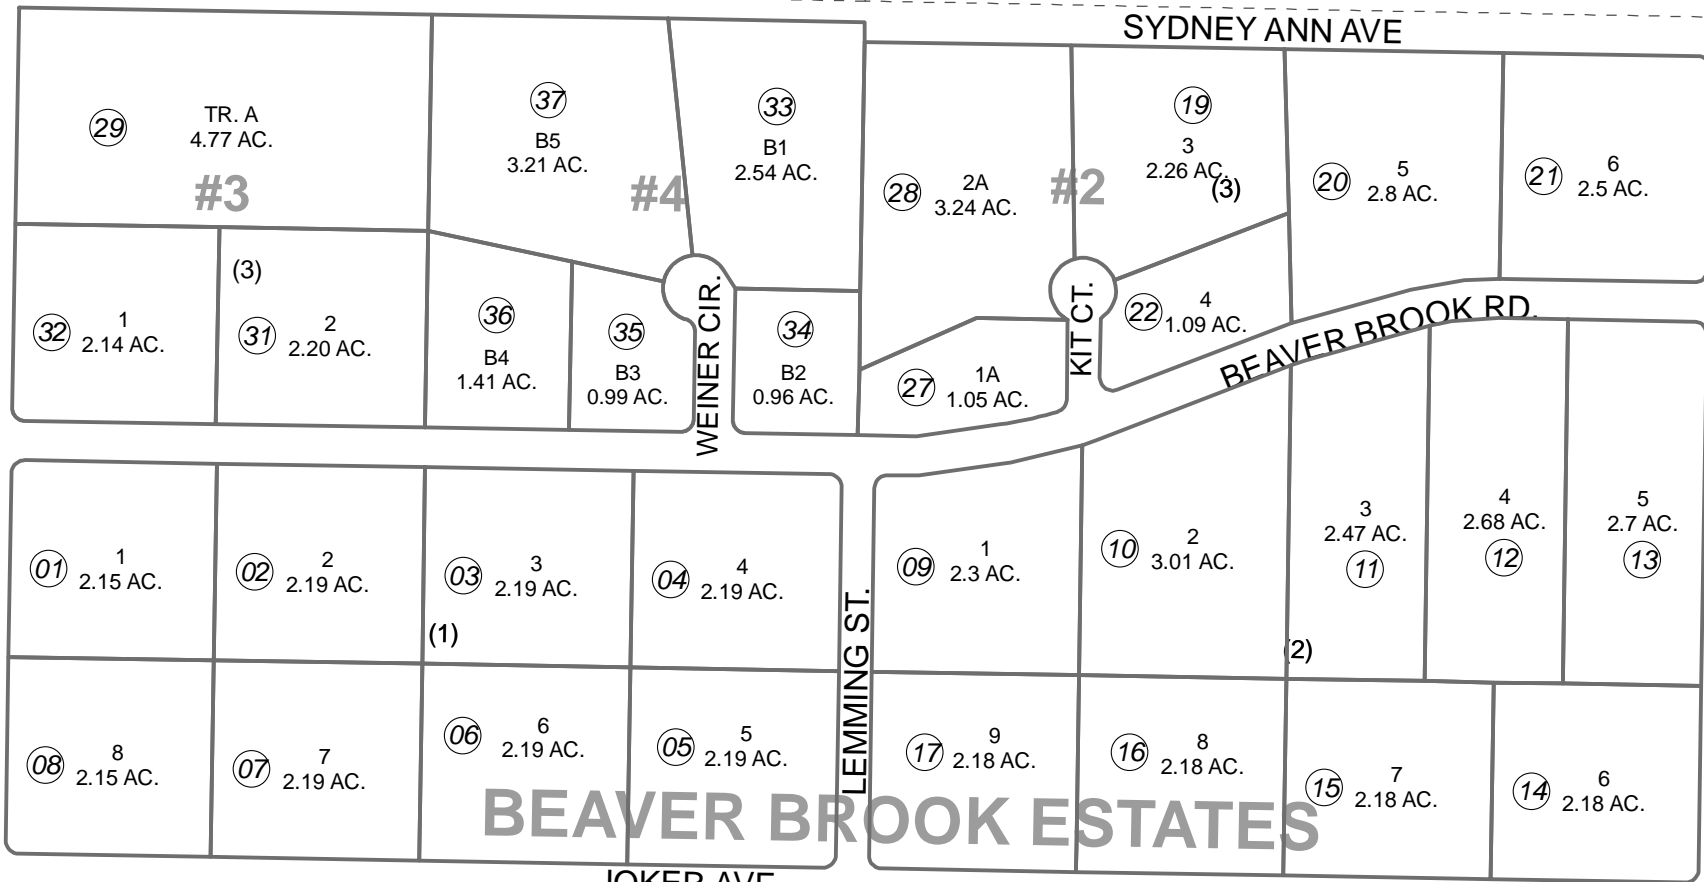 SYDNEY ANN AVE
29
TR. A
4.77 AC.
#3
37
B5
3.21 AC.
#4
33
B1
2.54 AC.
28
2A
3.24 AC.
#2
19
3
2.26 AC.
(3)
20
5
2.8 AC.
21
6
2.5 AC.
32
1
2.14 AC.
(3)
31
2
2.20 AC.
36
B4
1.41 AC.
35
B3
0.99 AC.
WEINER CIR.
34
B2
0.96 AC.
27
1A
1.05 AC.
KIT CT.
22
4
1.09 AC.
BEAVER BROOK RD.
01
1
2.15 AC.
02
2
2.19 AC.
03
3
2.19 AC.
(1)
04
4
2.19 AC.
LEMMING ST.
09
1
2.3 AC.
10
2
3.01 AC.
3
2.47 AC.
11
(2)
4
2.68 AC.
12
5
2.7 AC.
13
08
8
2.15 AC.
07
7
2.19 AC.
06
6
2.19 AC.
05
5
2.19 AC.
17
9
2.18 AC.
16
8
2.18 AC.
15
7
2.18 AC.
14
6
2.18 AC.
BEAVER BROOK ESTATES
JOKER AVE